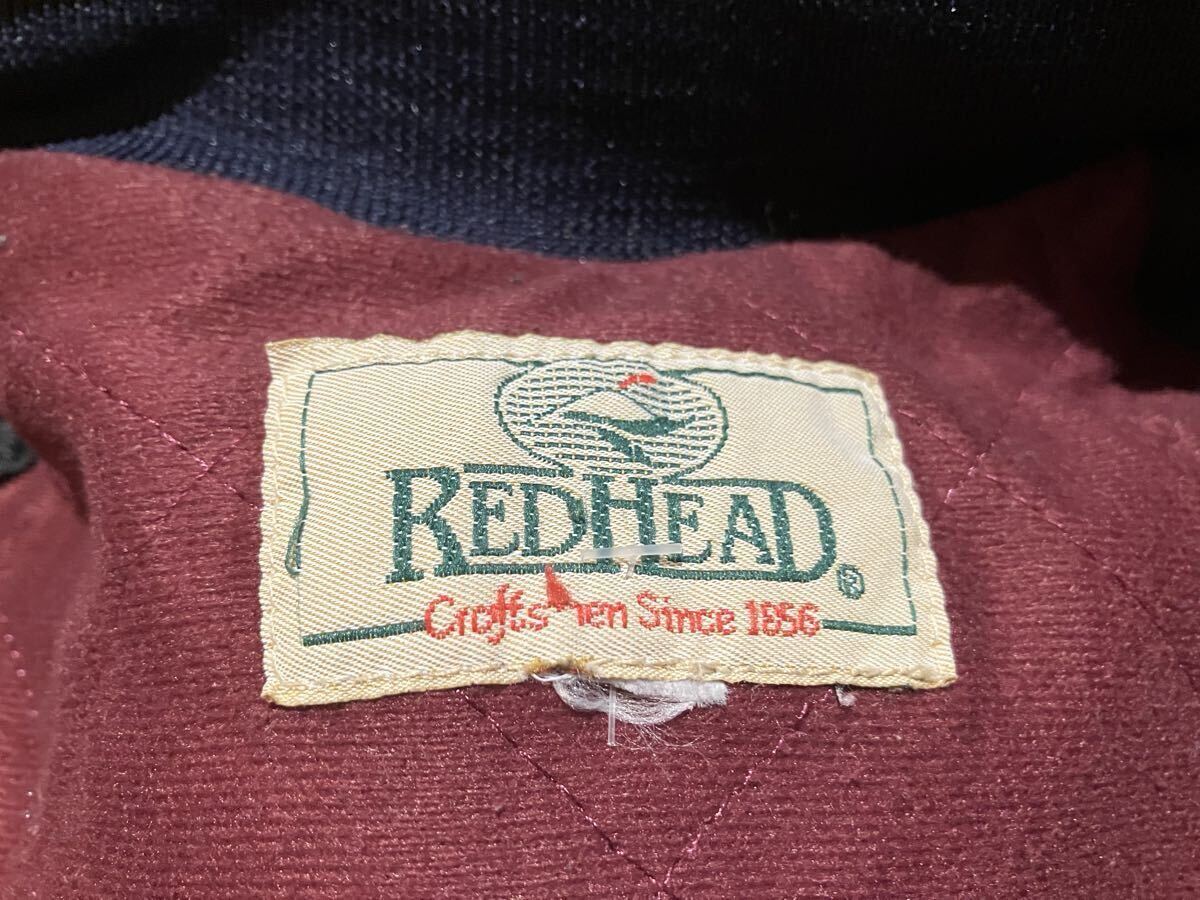 REDHEAD®
Craftsmen Since 1856